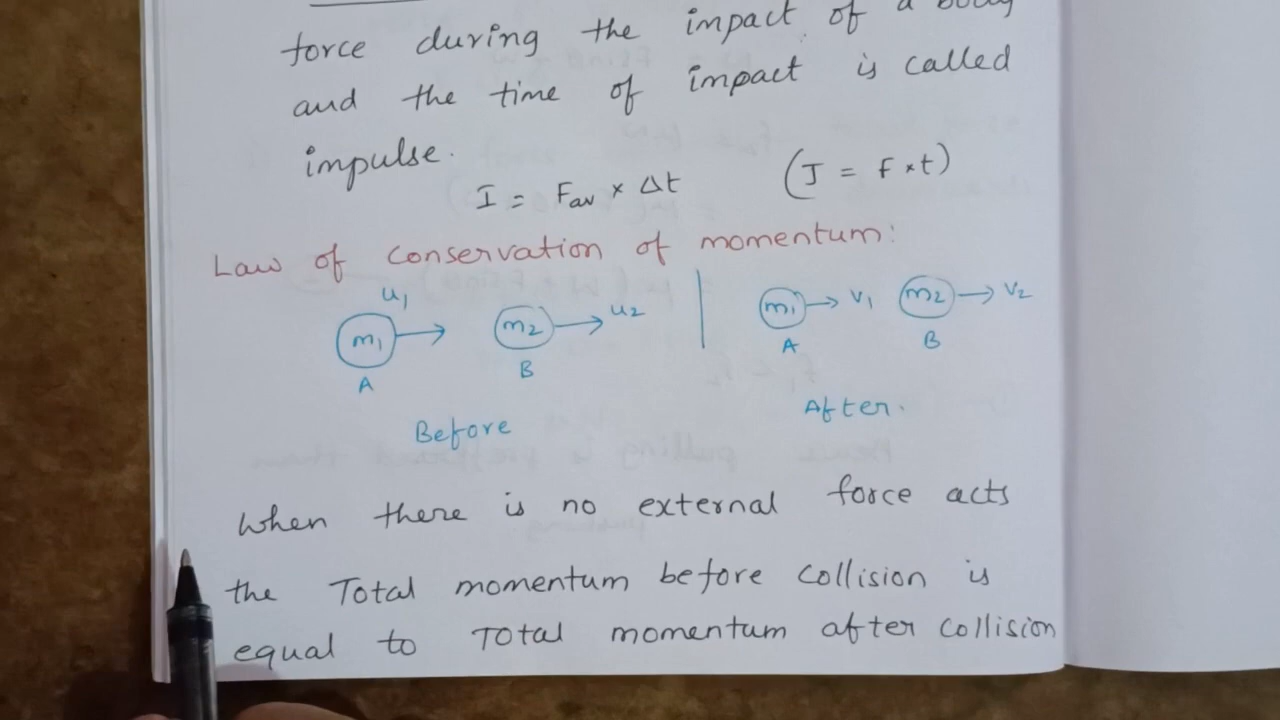 force during the impact of a body
and the time of impact is called
impulse.
I = Fav × Δt (J = F×t)
Law of conservation of momentum:
u1 u2 m1 → v1 m2 → v2
m1 m2
A B A B
Before After.
When there is no external force acts
the Total momentum before collision is
equal to Total momentum after collision